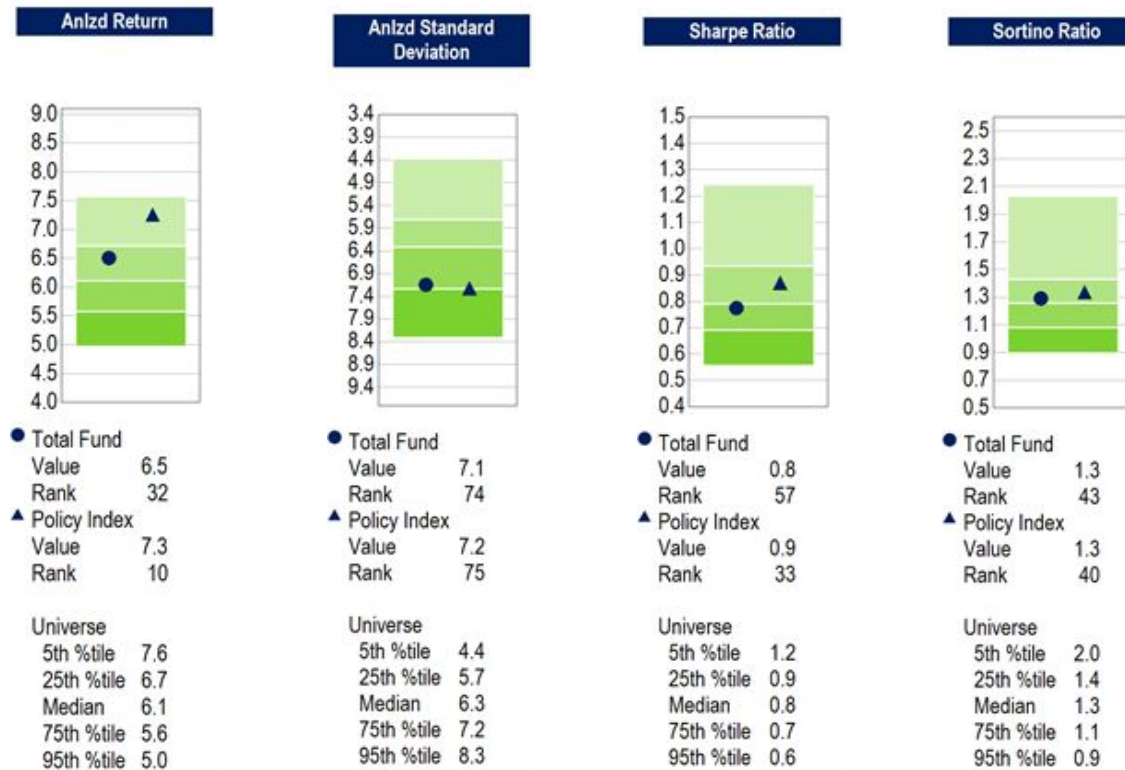 Anlzd Return
9.0
8.5
8.0
7.5
7.0
6.5
6.0
5.5
5.0
4.5
4.0
Total Fund
Value 6.5
Rank 32
Policy Index
Value 7.3
Rank 10
Universe
5th %tile 7.6
25th %tile 6.7
Median 6.1
75th %tile 5.6
95th %tile 5.0
Anlzd Standard
Deviation
3.4
3.9
4.4
4.9
5.4
5.9
6.4
6.9
7.4
7.9
8.4
8.9
9.4
Total Fund
Value 7.1
Rank 74
Policy Index
Value 7.2
Rank 75
Universe
5th %tile 4.4
25th %tile 5.7
Median 6.3
75th %tile 7.2
95th %tile 8.3
Sharpe Ratio
1.5
1.4
1.3
1.2
1.1
1.0
0.9
0.8
0.7
0.6
0.5
0.4
Total Fund
Value 0.8
Rank 57
Policy Index
Value 0.9
Rank 33
Universe
5th %tile 1.2
25th %tile 0.9
Median 0.8
75th %tile 0.7
95th %tile 0.6
Sortino Ratio
2.5
2.3
2.1
1.9
1.7
1.5
1.3
1.1
0.9
0.7
0.5
Total Fund
Value 1.3
Rank 43
Policy Index
Value 1.3
Rank 40
Universe
5th %tile 2.0
25th %tile 1.4
Median 1.3
75th %tile 1.1
95th %tile 0.9